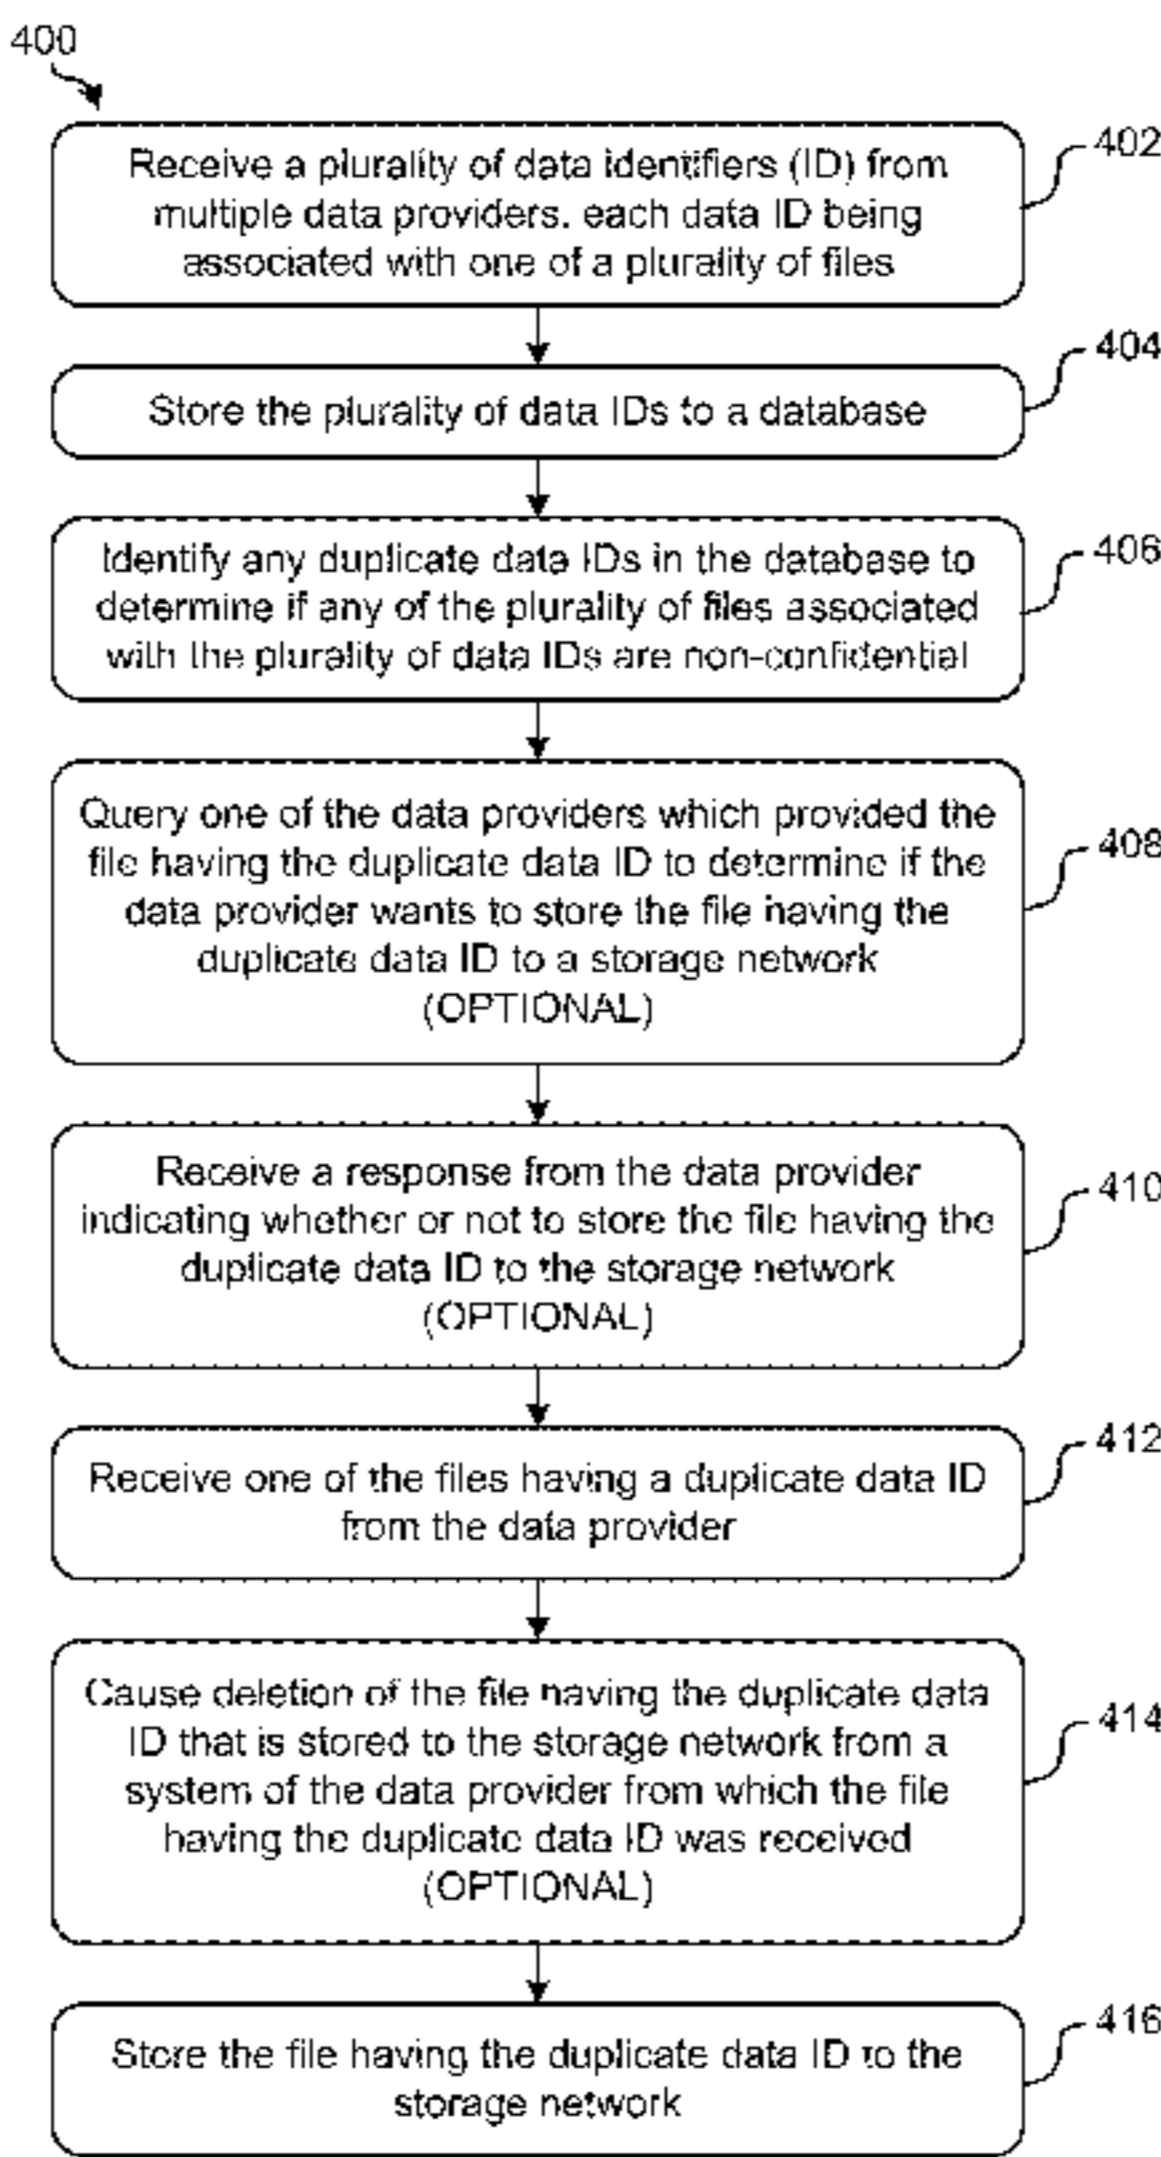 400
Receive a plurality of data identifiers (ID) from
multiple data providers, each data ID being
associated with one of a plurality of files
402
Store the plurality of data IDs to a database
404
Identify any duplicate data IDs in the database to
determine if any of the plurality of files associated
with the plurality of data IDs are non-confidential
406
Query one of the data providers which provided the
file having the duplicate data ID to determine if the
data provider wants to store the file having the
duplicate data ID to a storage network
(OPTIONAL)
408
Receive a response from the data provider
indicating whether or not to store the file having the
duplicate data ID to the storage network
(OPTIONAL)
410
Receive one of the files having a duplicate data ID
from the data provider
412
Cause deletion of the file having the duplicate data
ID that is stored to the storage network from a
system of the data provider from which the file
having the duplicate data ID was received
(OPTIONAL)
414
Store the file having the duplicate data ID to the
storage network
416